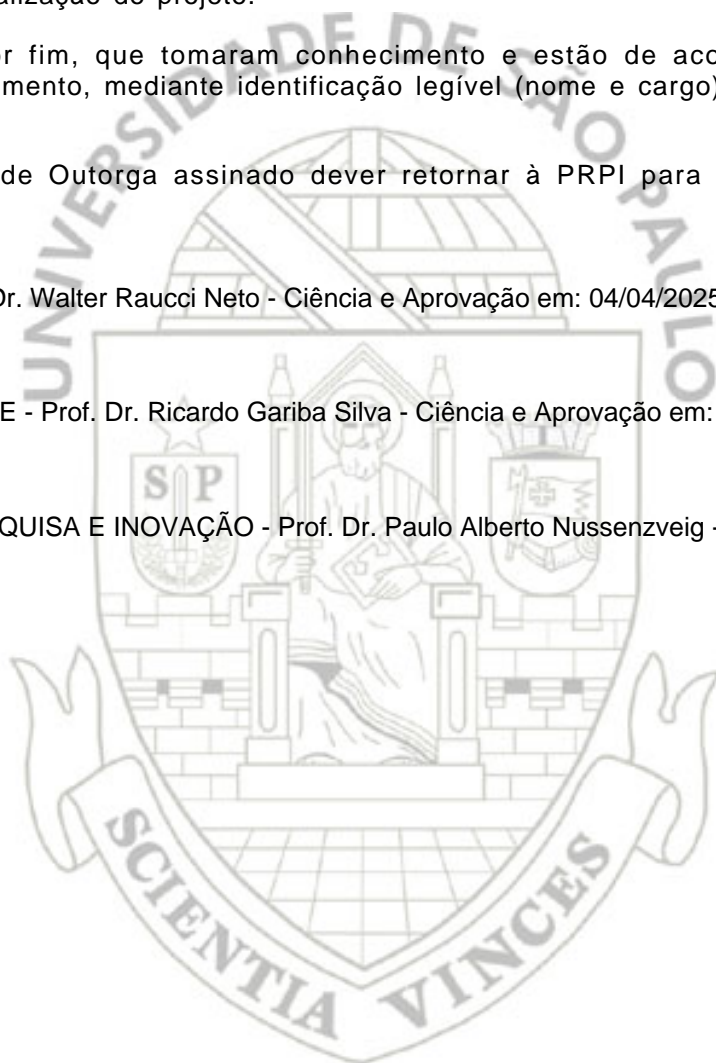 alização do projeto.
or fim, que tomaram conhecimento e estão de aco
mento, mediante identificação legível (nome e cargo)
UNIVERSIDADE DE SÃO PAULO
de Outorga assinado dever retornar à PRPI para
Dr. Walter Raucci Neto - Ciência e Aprovação em: 04/04/2025
E - Prof. Dr. Ricardo Gariba Silva - Ciência e Aprovação em:
S P
QUISA E INOVAÇÃO - Prof. Dr. Paulo Alberto Nussenzveig -
SCIENTIA VINCES